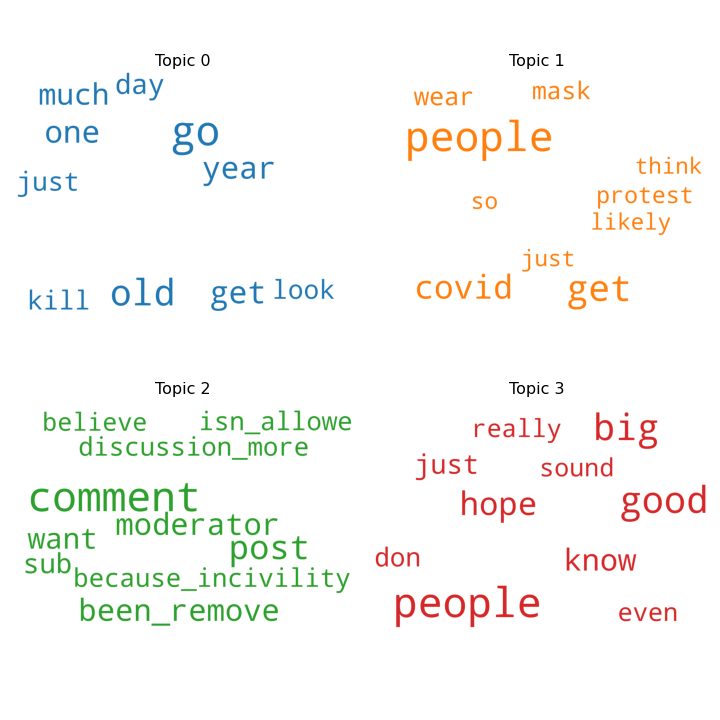 Topic 0
much day
one go
just year
kill old get look
Topic 1
wear mask
people
think
so protest
likely
just
covid get
Topic 2
believe isn_allowe
discussion_more
comment
want moderator
sub post
because_incivility
been_remove
Topic 3
really big
just sound
hope good
don know
people even